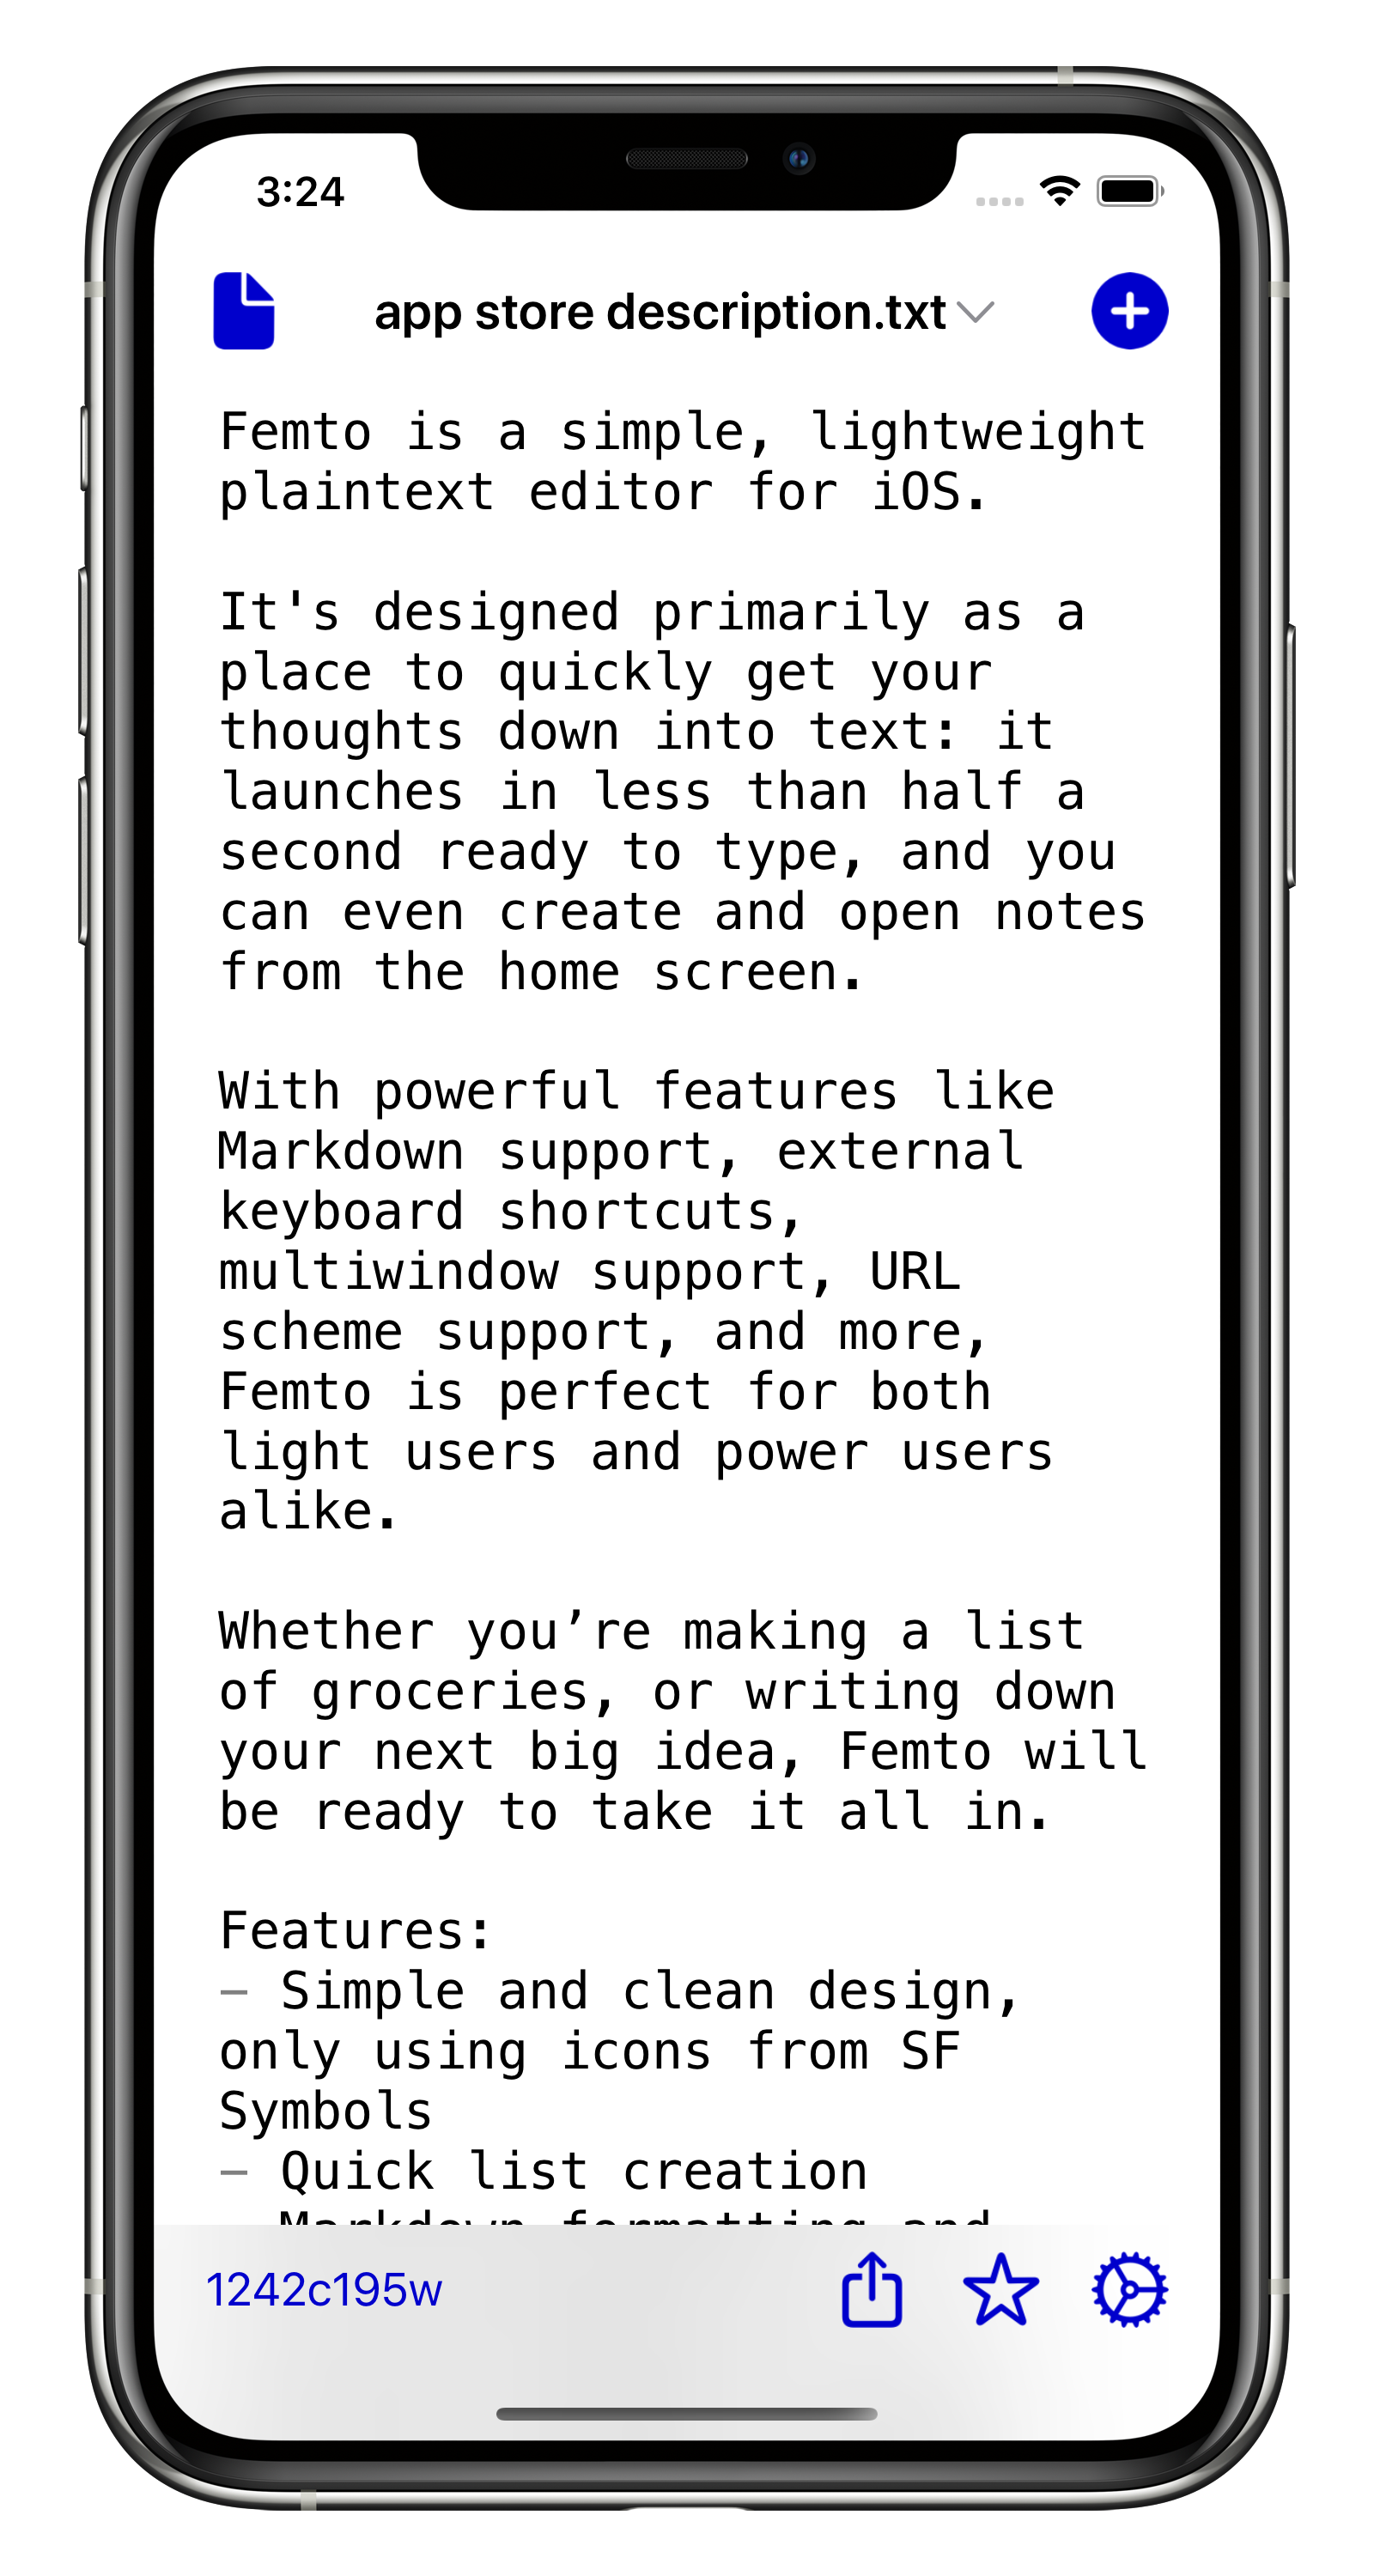 3:24
app store description.txt
Femto is a simple, lightweight
plaintext editor for iOS.
It's designed primarily as a
place to quickly get your
thoughts down into text: it
launches in less than half a
second ready to type, and you
can even create and open notes
from the home screen.
With powerful features like
Markdown support, external
keyboard shortcuts,
multiwindow support, URL
scheme support, and more,
Femto is perfect for both
light users and power users
alike.
Whether you’re making a list
of groceries, or writing down
your next big idea, Femto will
be ready to take it all in.
Features:
– Simple and clean design,
only using icons from SF
Symbols
– Quick list creation
Markdown formatting and
1242c195w